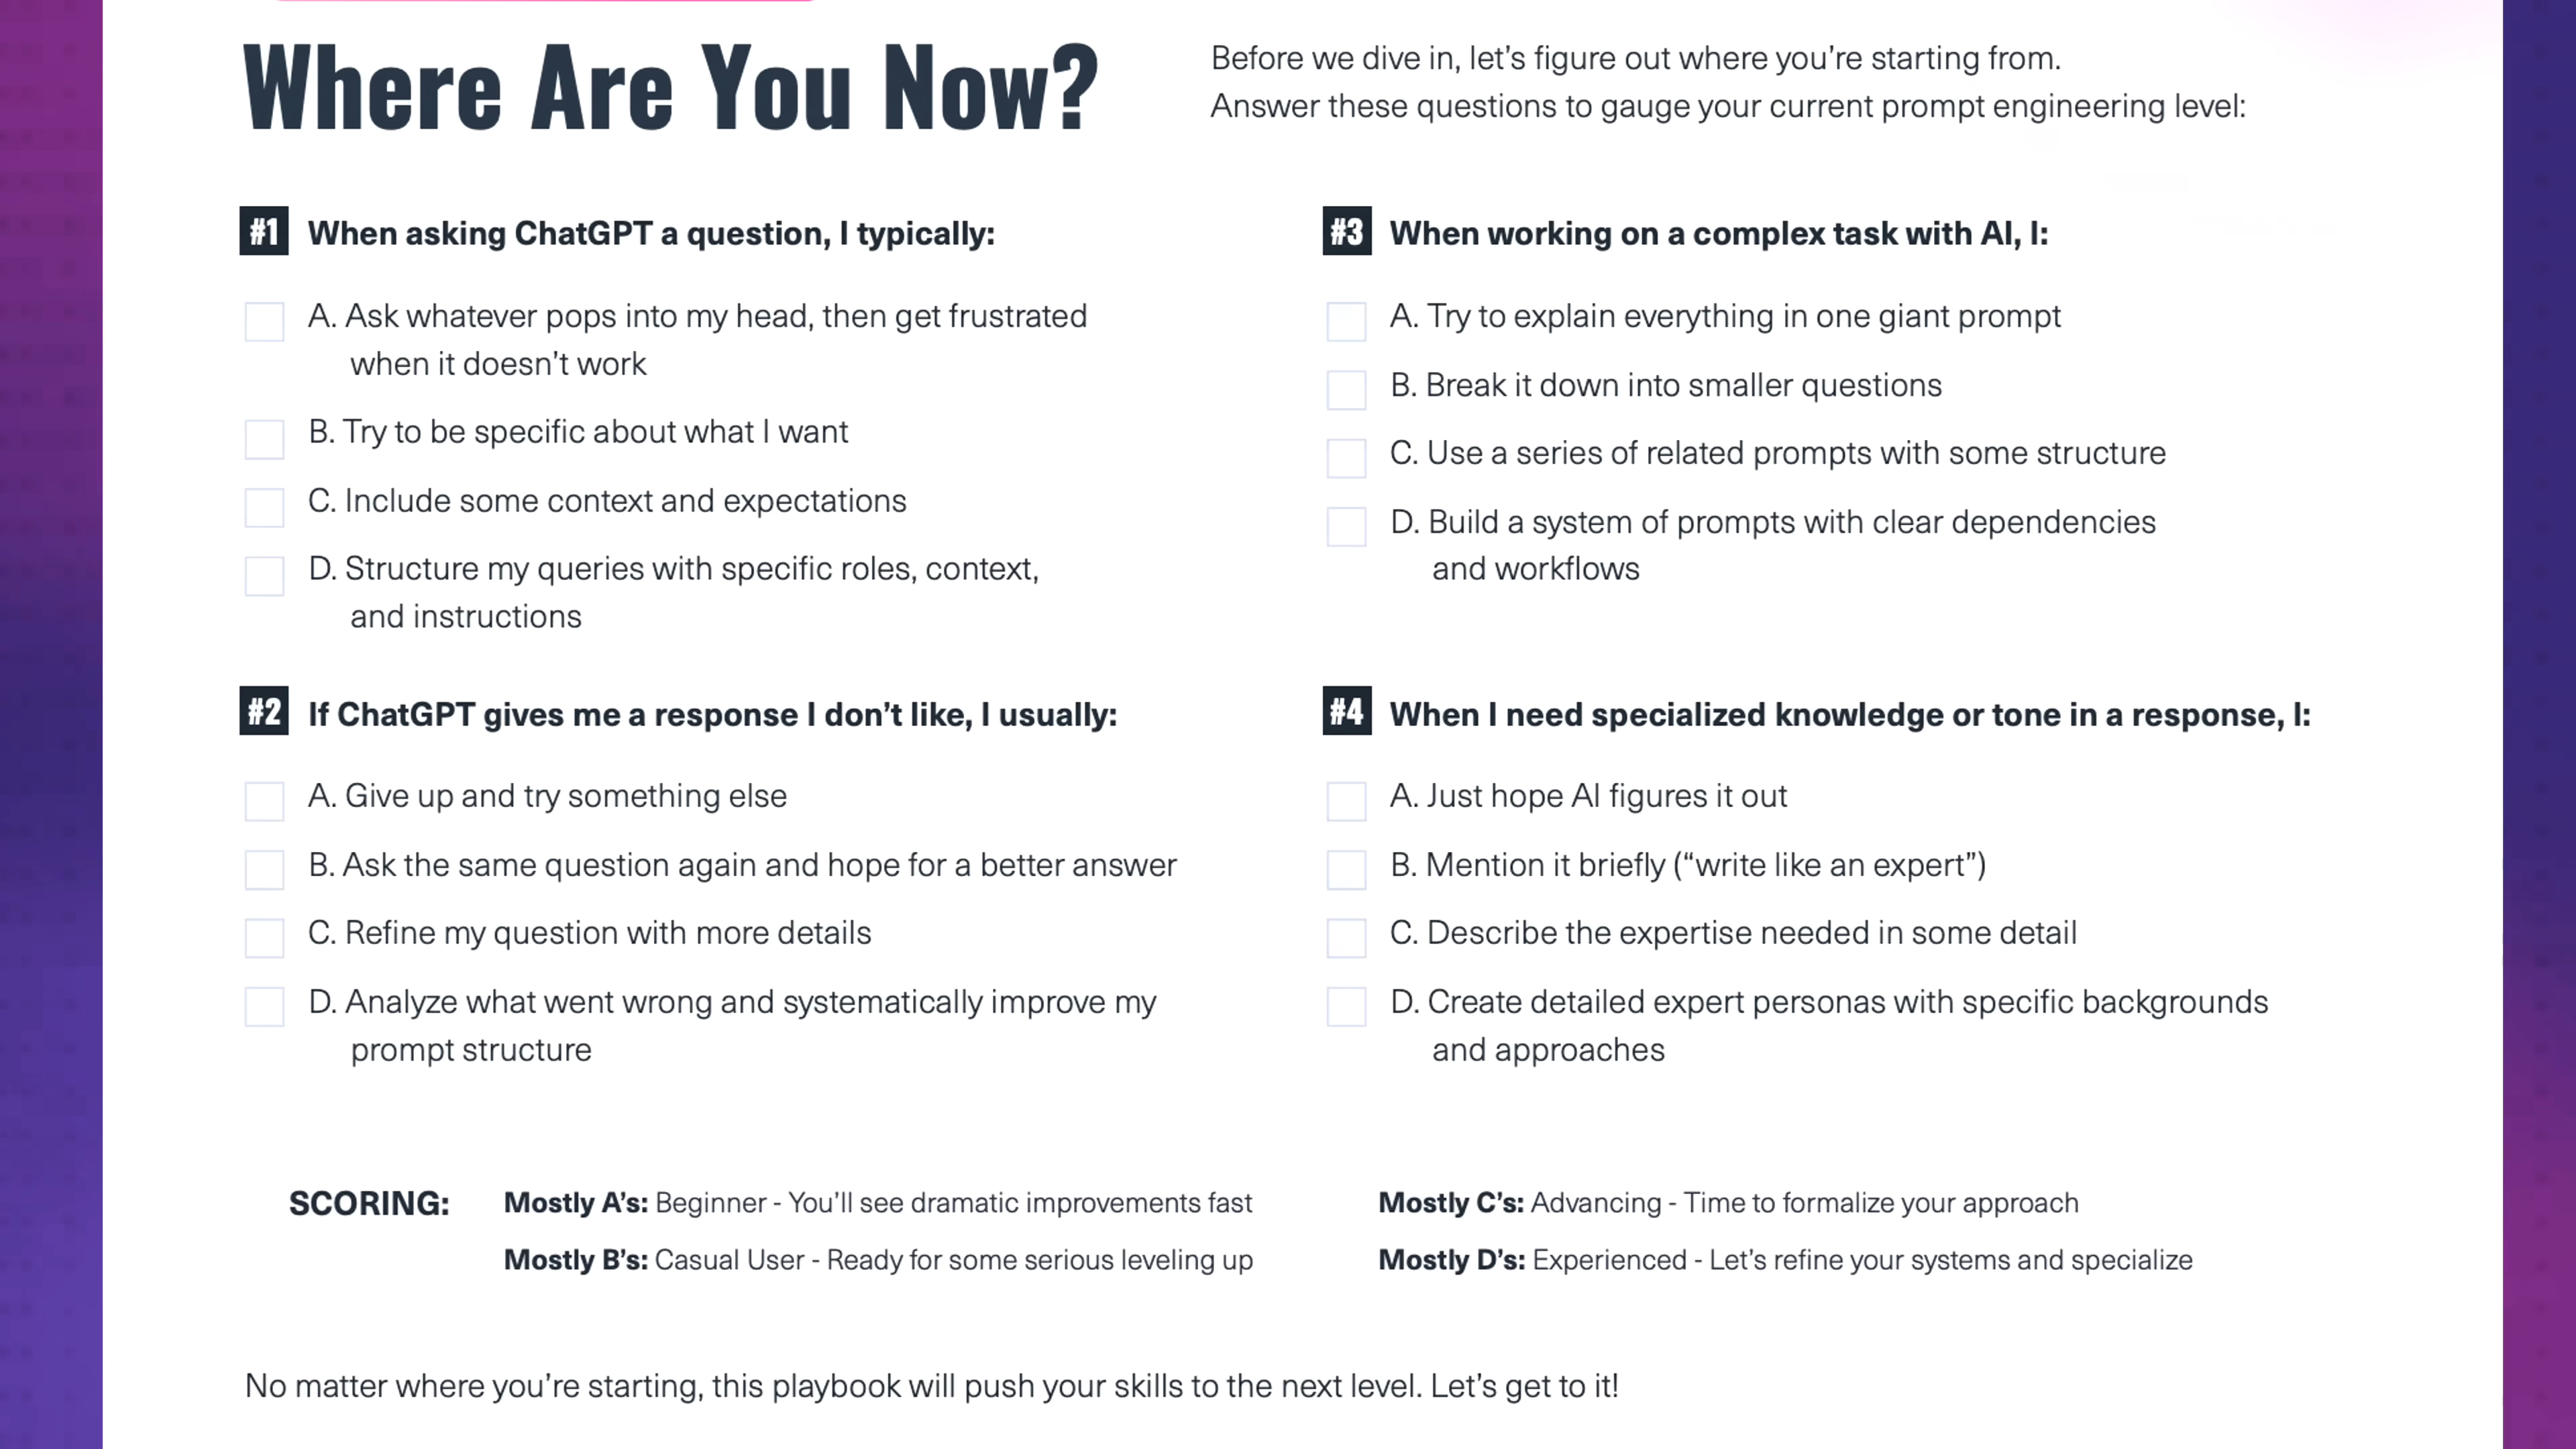 Where Are You Now?
Before we dive in, let’s figure out where you’re starting from.
Answer these questions to gauge your current prompt engineering level:
#1 When asking ChatGPT a question, I typically:
A. Ask whatever pops into my head, then get frustrated
when it doesn’t work
B. Try to be specific about what I want
C. Include some context and expectations
D. Structure my queries with specific roles, context,
and instructions
#2 If ChatGPT gives me a response I don’t like, I usually:
A. Give up and try something else
B. Ask the same question again and hope for a better answer
C. Refine my question with more details
D. Analyze what went wrong and systematically improve my
prompt structure
#3 When working on a complex task with AI, I:
A. Try to explain everything in one giant prompt
B. Break it down into smaller questions
C. Use a series of related prompts with some structure
D. Build a system of prompts with clear dependencies
and workflows
#4 When I need specialized knowledge or tone in a response, I:
A. Just hope AI figures it out
B. Mention it briefly (“write like an expert”)
C. Describe the expertise needed in some detail
D. Create detailed expert personas with specific backgrounds
and approaches
SCORING:
Mostly A’s: Beginner - You’ll see dramatic improvements fast
Mostly B’s: Casual User - Ready for some serious leveling up
Mostly C’s: Advancing - Time to formalize your approach
Mostly D’s: Experienced - Let’s refine your systems and specialize
No matter where you’re starting, this playbook will push your skills to the next level. Let’s get to it!